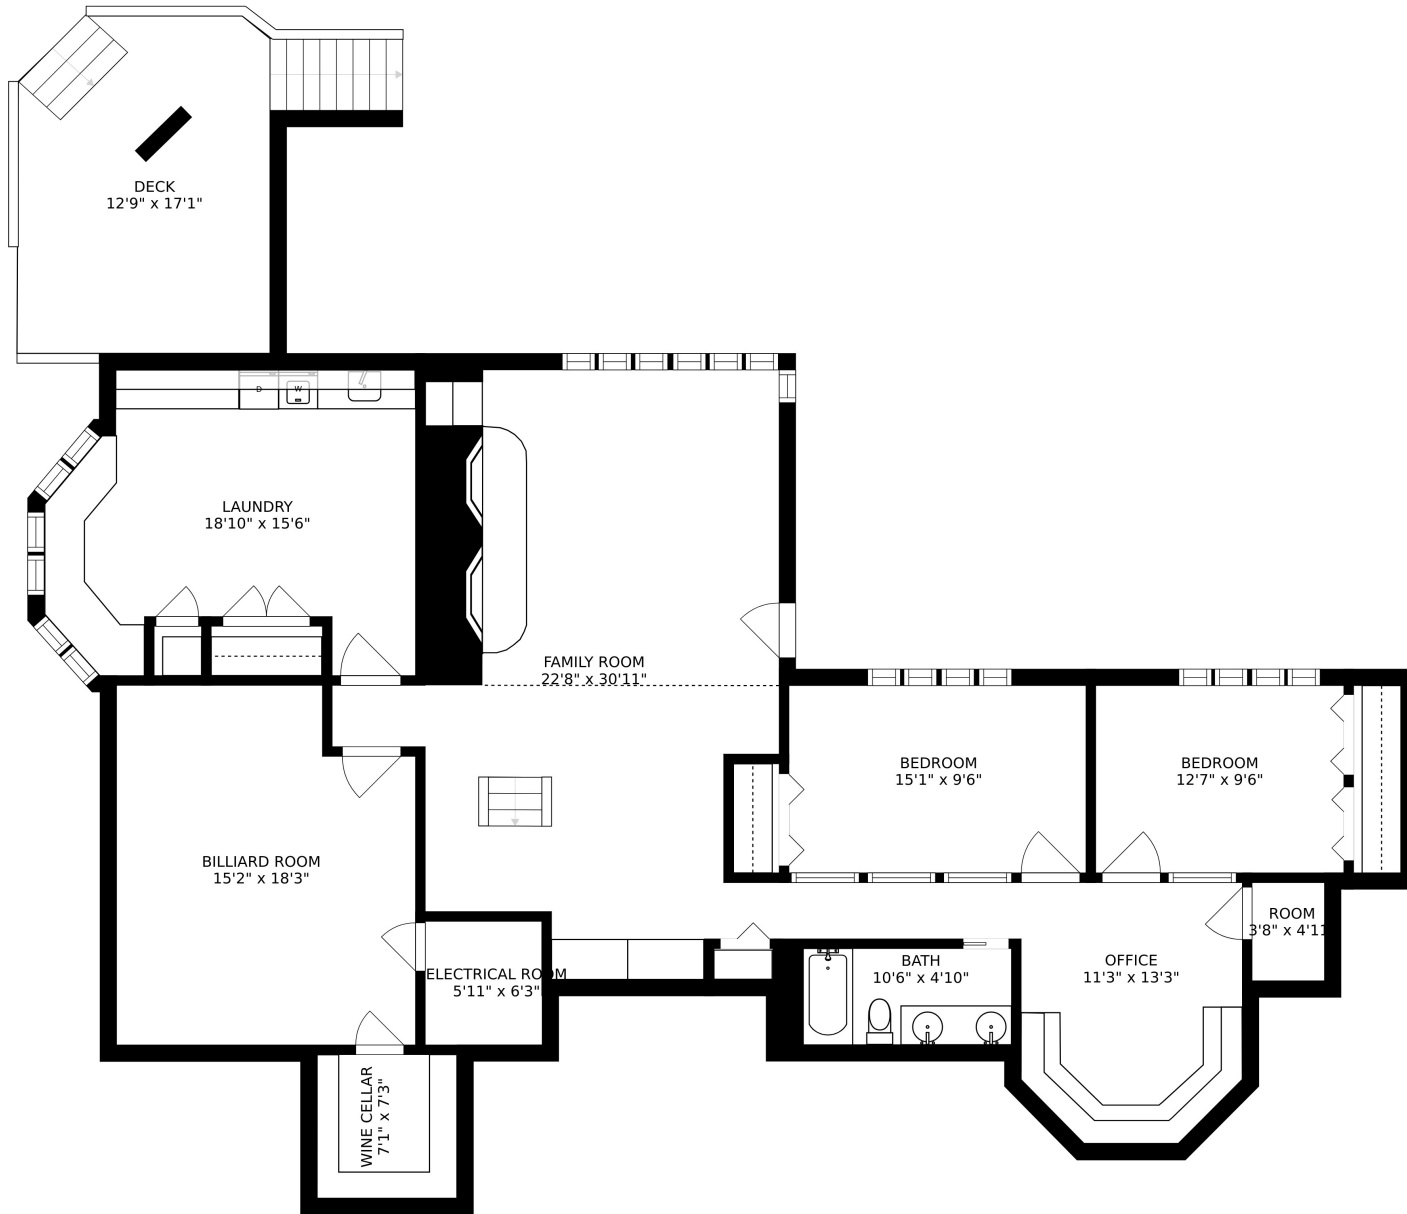 DECK
12'9" x 17'1"
D
W
LAUNDRY
18'10" x 15'6"
FAMILY ROOM
22'8" x 30'11"
BEDROOM
15'1" x 9'6"
BEDROOM
12'7" x 9'6"
BILLIARD ROOM
15'2" x 18'3"
ROOM
3'8" x 4'11
ELECTRICAL ROOM
5'11" x 6'3"
BATH
10'6" x 4'10"
OFFICE
11'3" x 13'3"
WINE CELLAR
7'1" x 7'3"